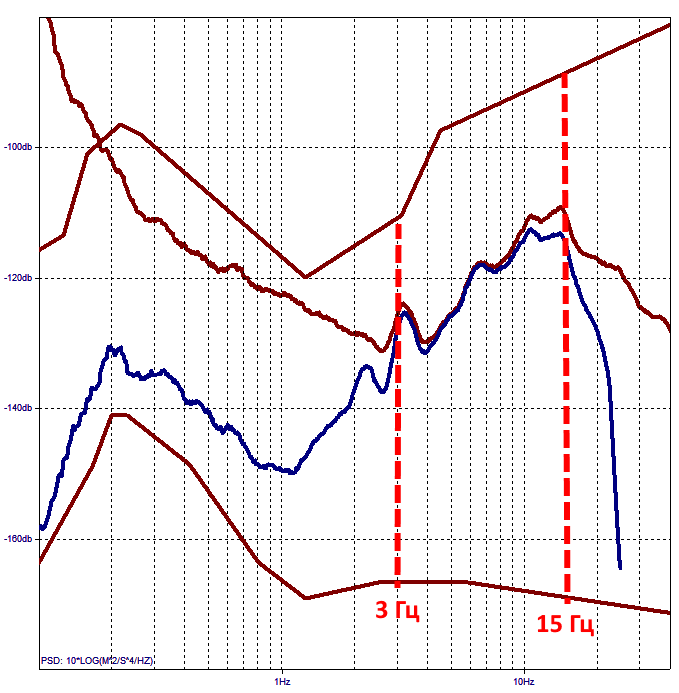 -100db
-120db
-140db
-160db
3 Гц
15 Гц
PSD: 10*LOG(M^2/S^4/HZ)
1Hz
10Hz